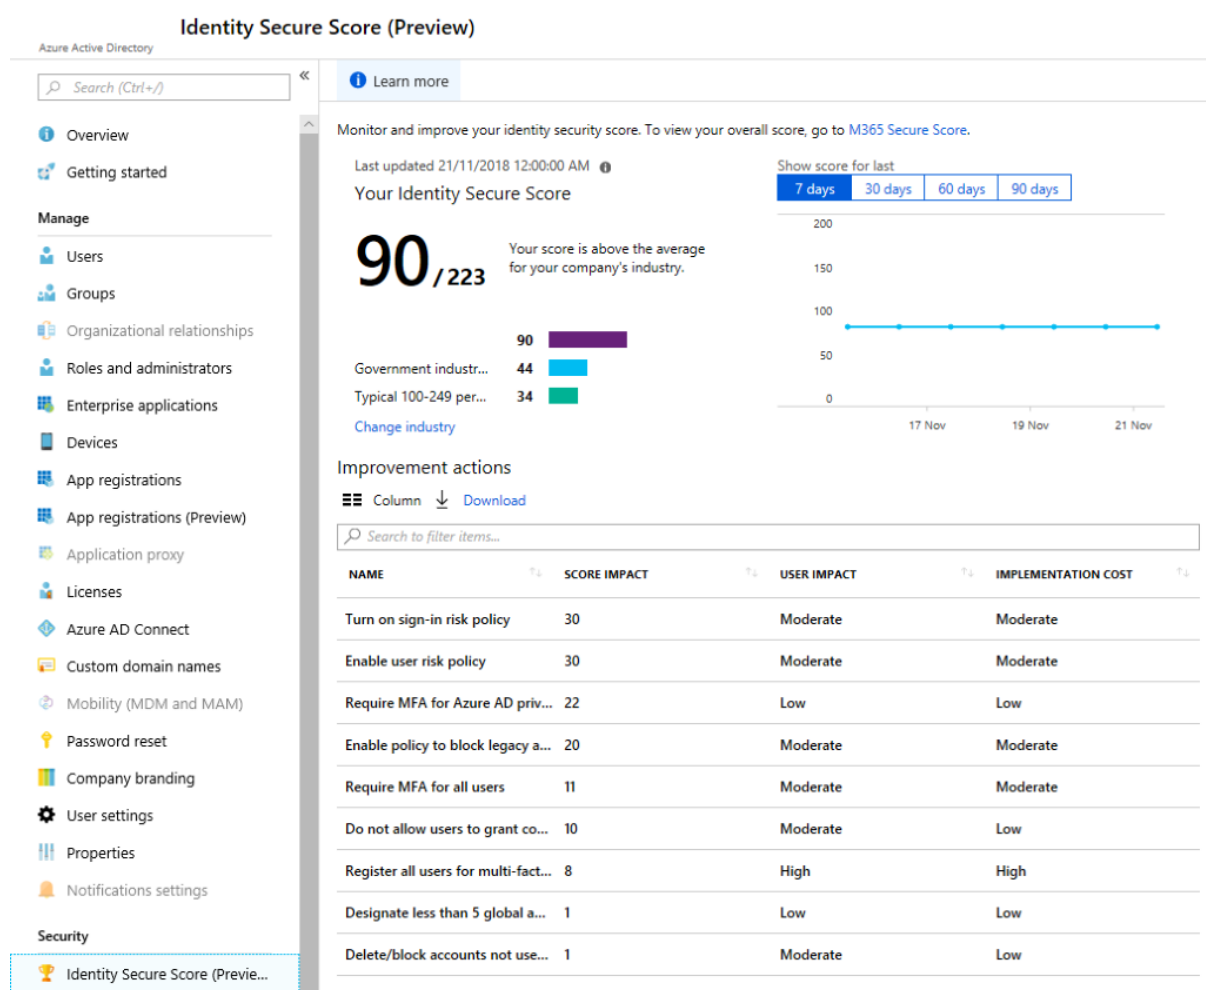 Identity Secure Score (Preview)
Azure Active Directory
Search (Ctrl+/)
«
Overview
Getting started
Manage
Users
Groups
Organizational relationships
Roles and administrators
Enterprise applications
Devices
App registrations
App registrations (Preview)
Application proxy
Licenses
Azure AD Connect
Custom domain names
Mobility (MDM and MAM)
Password reset
Company branding
User settings
Properties
Notifications settings
Security
Identity Secure Score (Previe...
Learn more
Monitor and improve your identity security score. To view your overall score, go to M365 Secure Score.
Last updated 21/11/2018 12:00:00 AM
Your Identity Secure Score
90/223
Your score is above the average
for your company's industry.
90
Government industr... 44
Typical 100-249 per... 34
Change industry
Show score for last
7 days 30 days 60 days 90 days
200
150
100
50
0
17 Nov 19 Nov 21 Nov
Improvement actions
Column Download
Search to filter items...
NAME SCORE IMPACT USER IMPACT IMPLEMENTATION COST
Turn on sign-in risk policy 30 Moderate Moderate
Enable user risk policy 30 Moderate Moderate
Require MFA for Azure AD priv... 22 Low Low
Enable policy to block legacy a... 20 Moderate Moderate
Require MFA for all users 11 Moderate Moderate
Do not allow users to grant co... 10 Moderate Low
Register all users for multi-fact... 8 High High
Designate less than 5 global a... 1 Low Low
Delete/block accounts not use... 1 Moderate Low